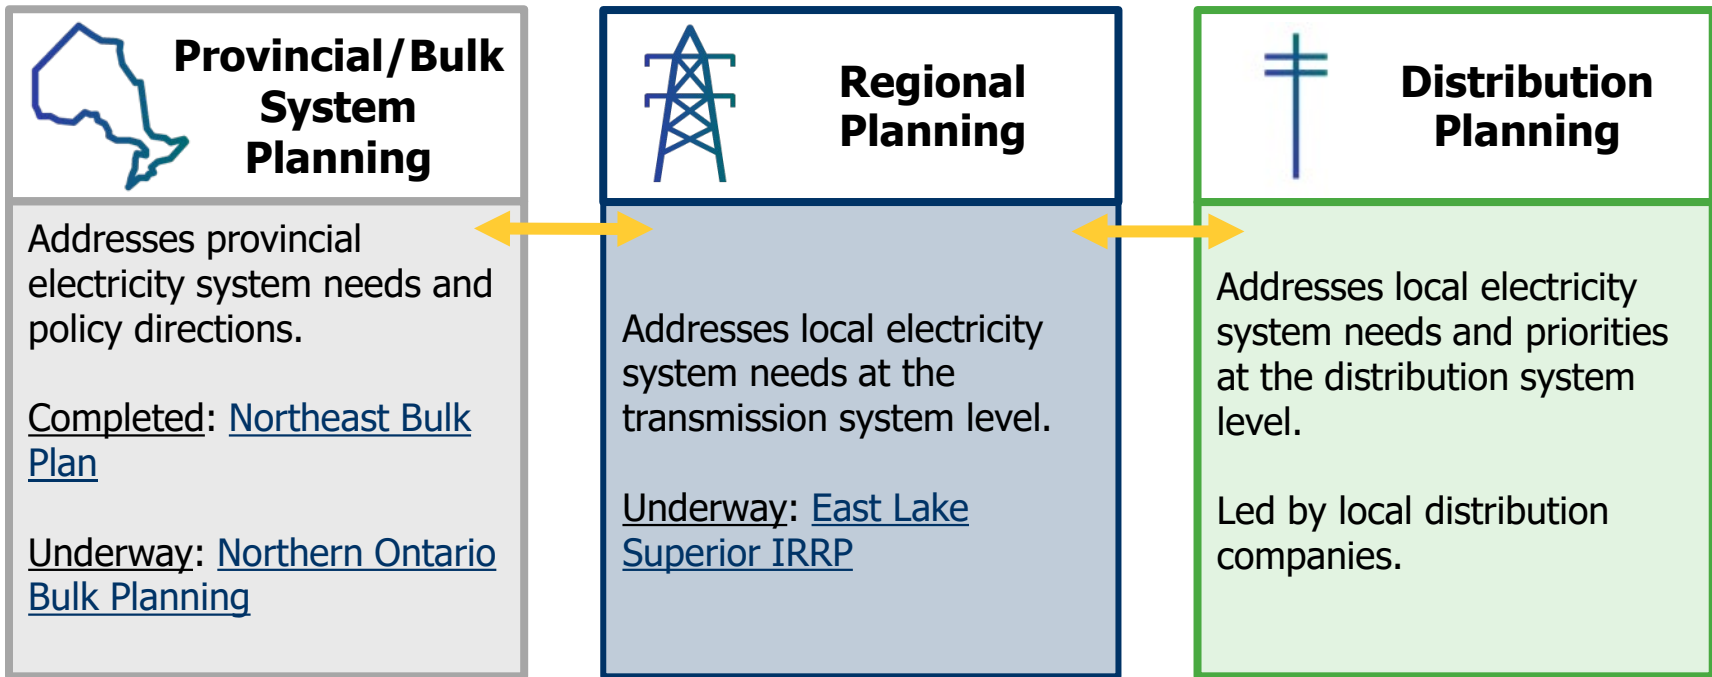 Provincial/Bulk
System
Planning
Addresses provincial
electricity system needs and
policy directions.
Completed: Northeast Bulk
Plan
Underway: Northern Ontario
Bulk Planning
Regional
Planning
Addresses local electricity
system needs at the
transmission system level.
Underway: East Lake
Superior IRRP
Distribution
Planning
Addresses local electricity
system needs and priorities
at the distribution system
level.
Led by local distribution
companies.